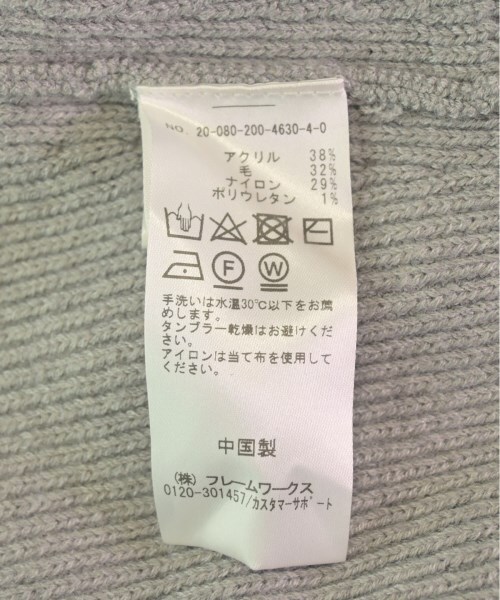 NO. 20-080-200-4630-4-0
アクリル 38%
毛 32%
ナイロン 29%
ポリウレタン 1%
F W
手洗いは水温30℃以下をお薦
めします。
タンブラー乾燥はお避けくださ
い。
アイロンは当て布を使用して
ください。
中国製
(株) フレームワークス
0120-301457/カスタマーサポート